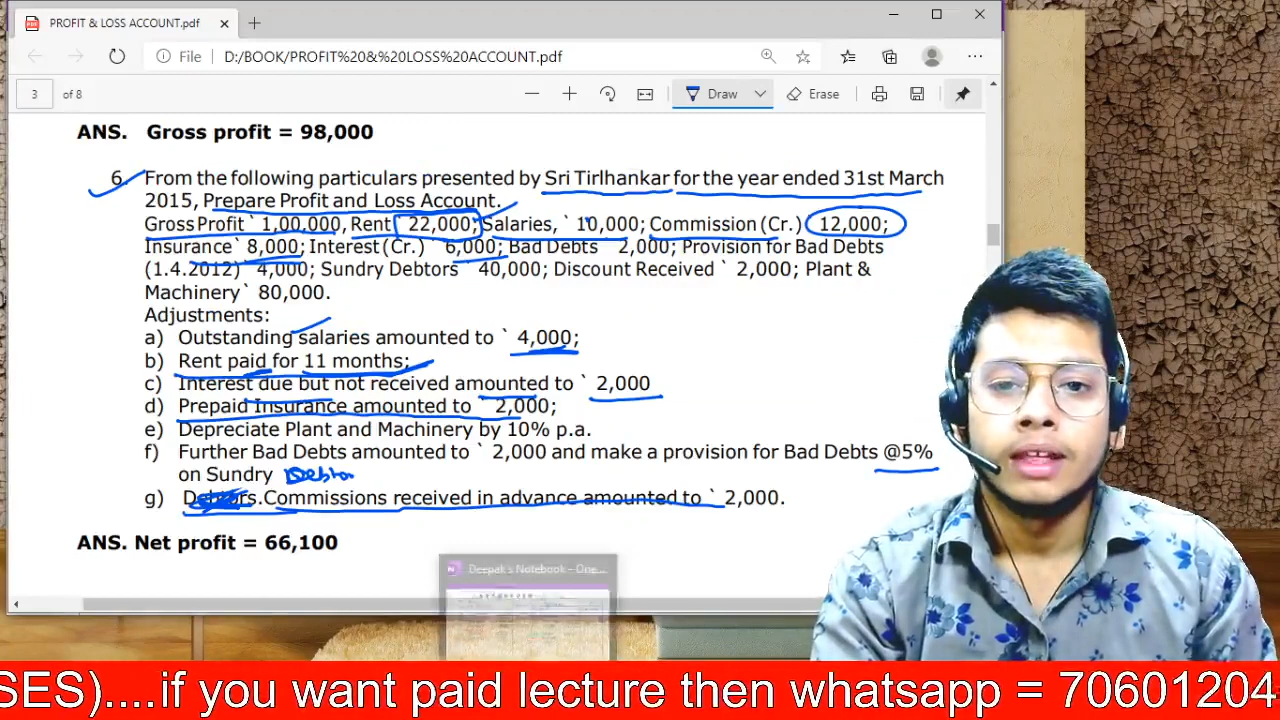 PROFIT & LOSS ACCOUNT.pdf
File
D:/BOOK/PROFIT%20&%20LOSS%20ACCOUNT.pdf
3 of 8
Draw
Erase
ANS. Gross profit = 98,000
6. From the following particulars presented by Sri Tirlhankar for the year ended 31st March
2015, Prepare Profit and Loss Account.
Gross Profit ` 1,00,000, Rent ` 22,000; Salaries, ` 10,000; Commission (Cr.) ` 12,000;
Insurance ` 8,000; Interest (Cr.) ` 6,000; Bad Debts ` 2,000; Provision for Bad Debts
(1.4.2012) ` 4,000; Sundry Debtors ` 40,000; Discount Received ` 2,000; Plant &
Machinery ` 80,000.
Adjustments:
a) Outstanding salaries amounted to ` 4,000;
b) Rent paid for 11 months;
c) Interest due but not received amounted to ` 2,000
d) Prepaid Insurance amounted to ` 2,000;
e) Depreciate Plant and Machinery by 10% p.a.
f) Further Bad Debts amounted to ` 2,000 and make a provision for Bad Debts @5%
on Sundry Debtor
g) Debtors.Commissions received in advance amounted to ` 2,000.
ANS. Net profit = 66,100
Deepak's Notebook - One...
SES)....if you want paid lecture then whatsapp = 70601204